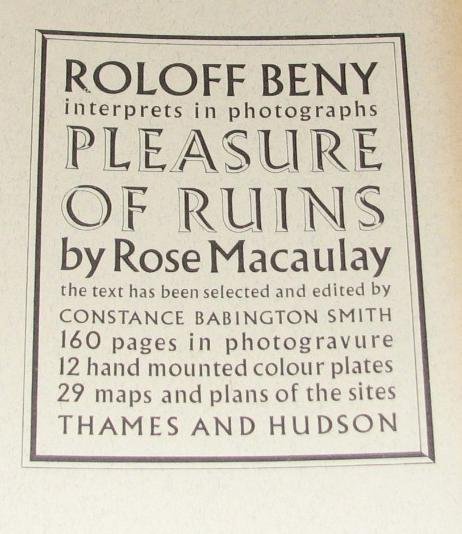 ROLOFF BENY
interprets in photographs
PLEASURE
OF RUINS
by Rose Macaulay
the text has been selected and edited by
CONSTANCE BABINGTON SMITH
160 pages in photogravure
12 hand mounted colour plates
29 maps and plans of the sites
THAMES AND HUDSON